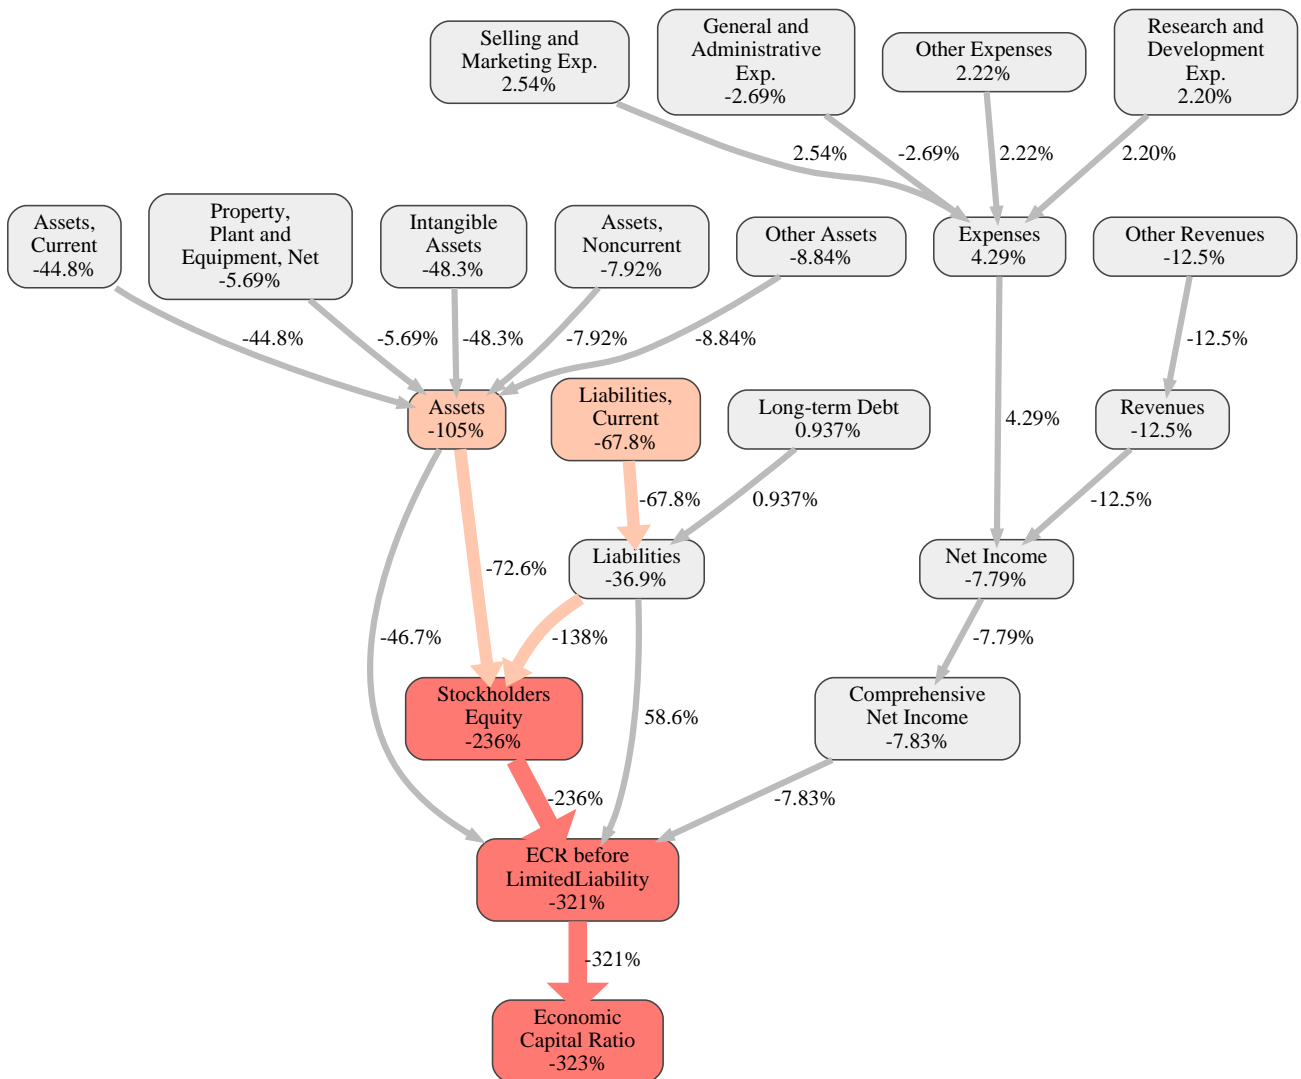 Selling and
Marketing Exp.
2.54%
General and
Administrative
Exp.
-2.69%
Other Expenses
2.22%
Research and
Development
Exp.
2.20%
2.54%
-2.69%
2.22%
2.20%
Assets,
Current
-44.8%
Property,
Plant and
Equipment, Net
-5.69%
Intangible
Assets
-48.3%
Assets,
Noncurrent
-7.92%
Other Assets
-8.84%
Expenses
4.29%
Other Revenues
-12.5%
-44.8%
-5.69%
-48.3%
-7.92%
-8.84%
-12.5%
Assets
-105%
Liabilities,
Current
-67.8%
Long-term Debt
0.937%
4.29%
Revenues
-12.5%
-67.8%
0.937%
-12.5%
-72.6%
Liabilities
-36.9%
Net Income
-7.79%
-46.7%
-138%
-7.79%
Stockholders
Equity
-236%
58.6%
Comprehensive
Net Income
-7.83%
-236%
-7.83%
ECR before
LimitedLiability
-321%
-321%
Economic
Capital Ratio
-323%